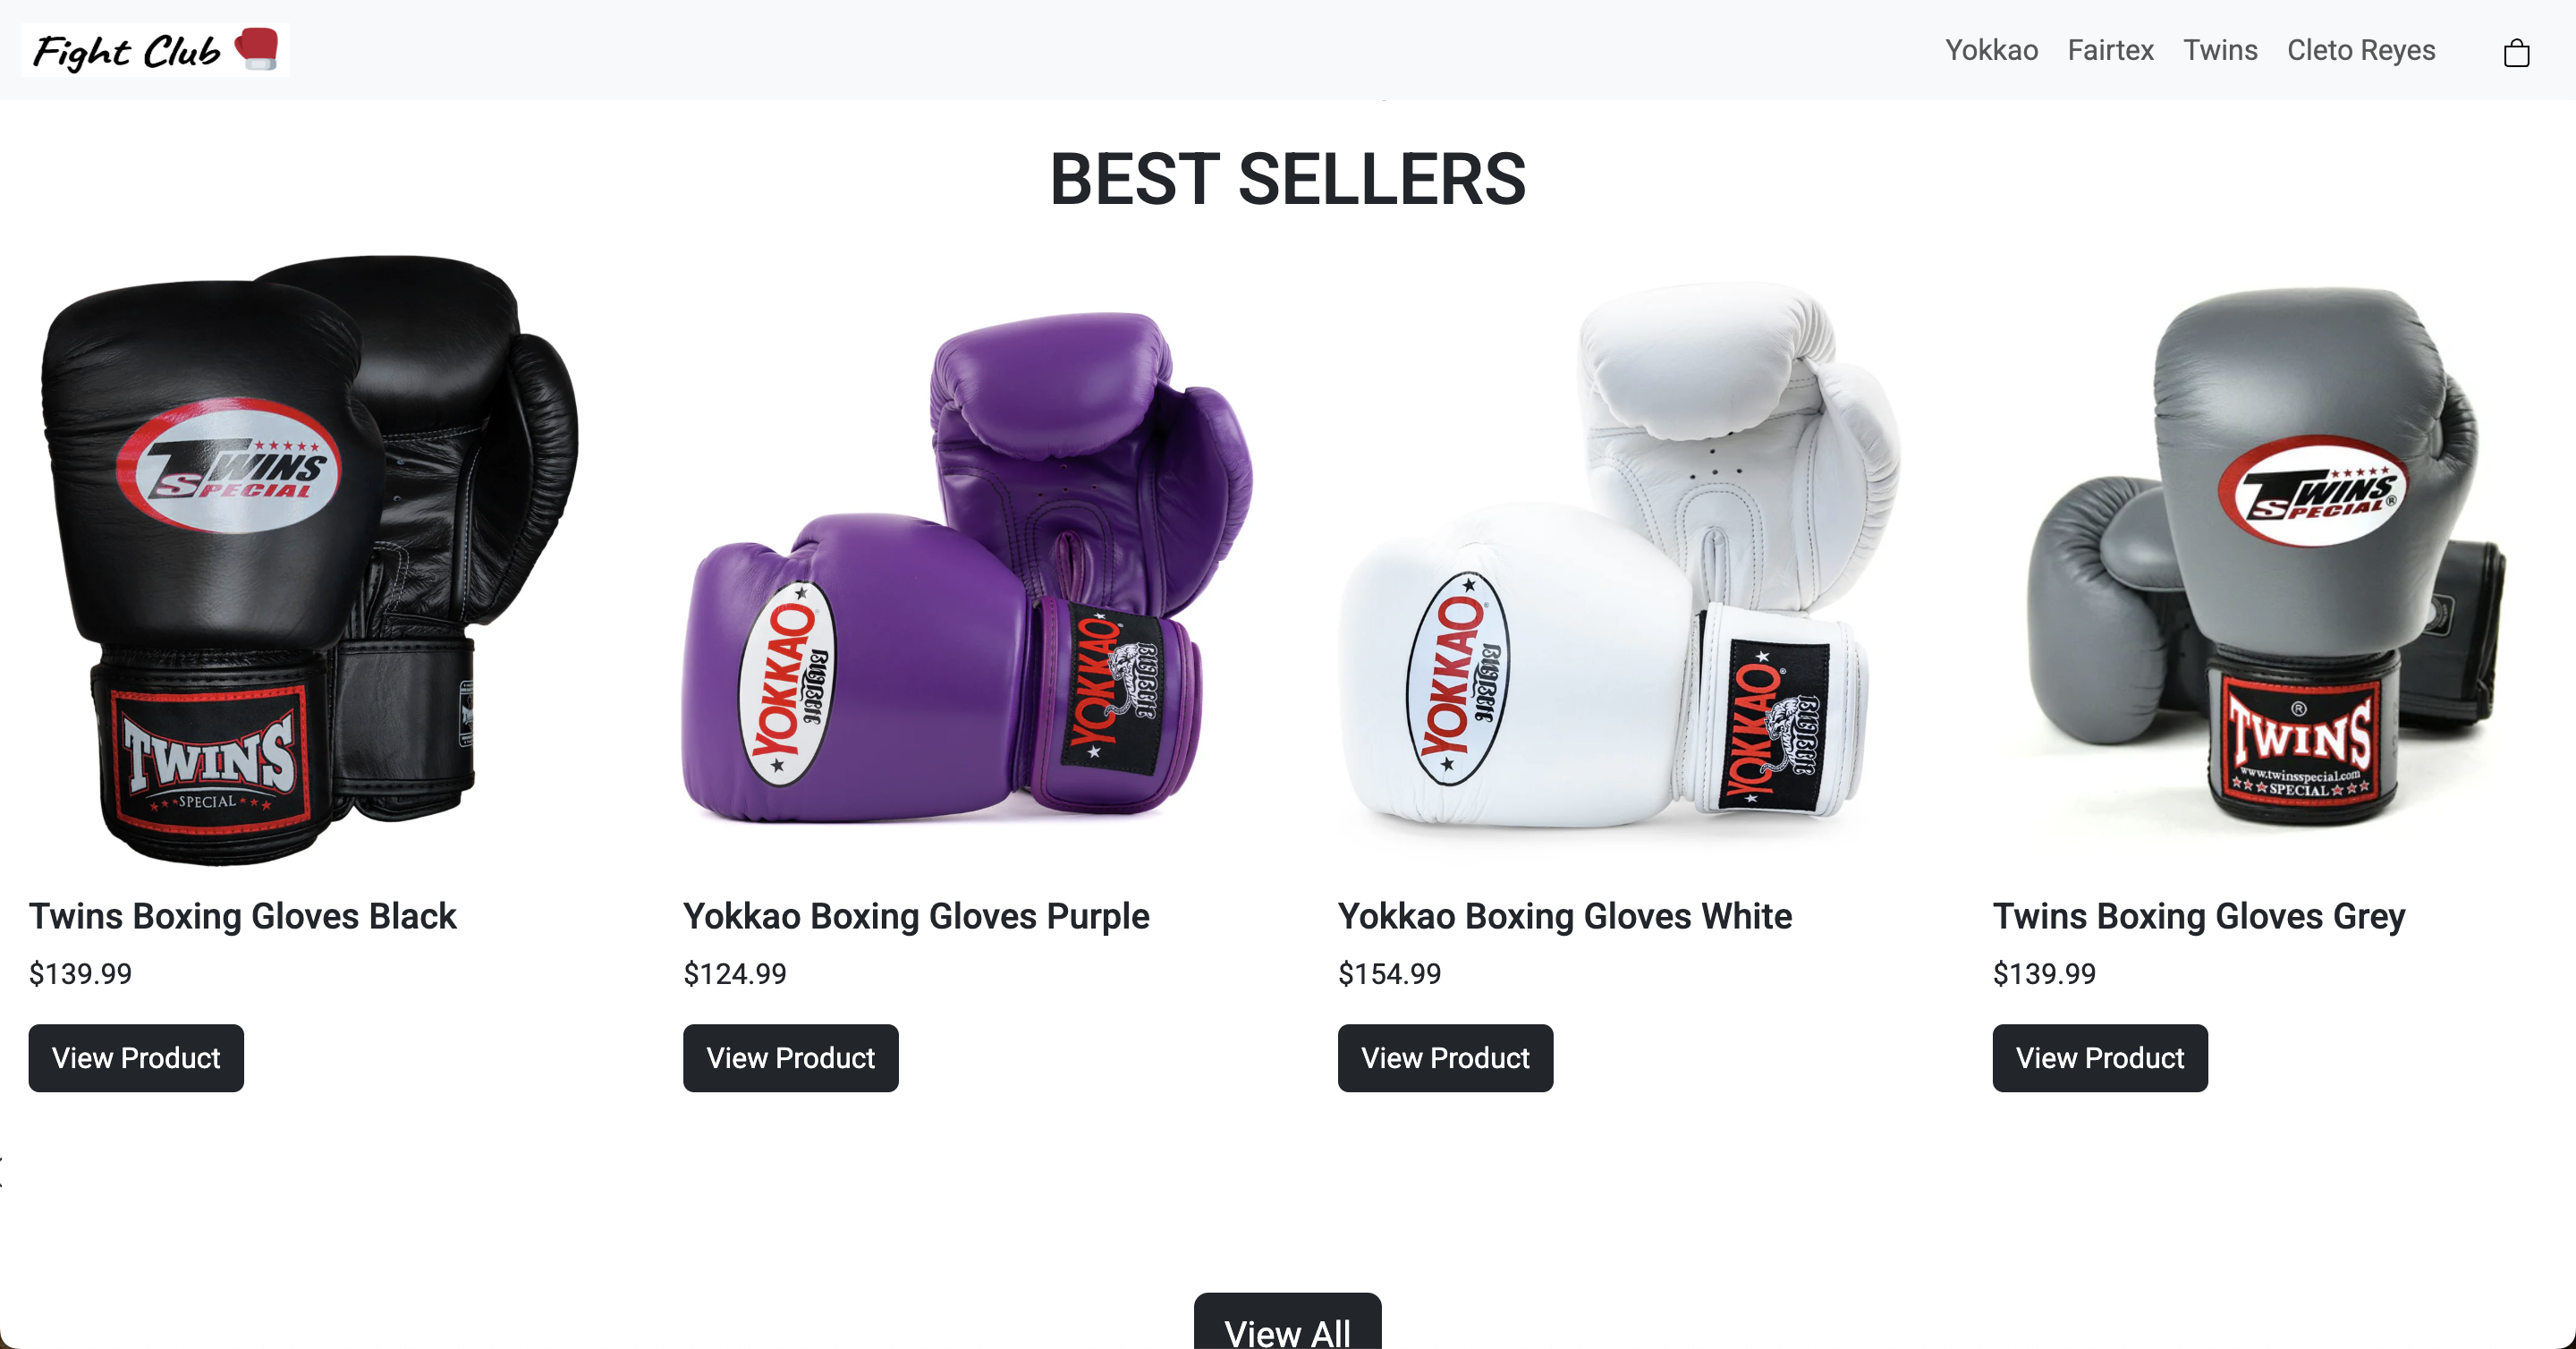 Fight Club
Yokkao Fairtex Twins Cleto Reyes
BEST SELLERS
TWINS
SPECIAL
TWINS
SPECIAL
YOKKAO
YOKKAO
YOKKAO
YOKKAO
TWINS
SPECIAL®
®
TWINS
www.twinsspecial.com
SPECIAL
Twins Boxing Gloves Black
$139.99
View Product
Yokkao Boxing Gloves Purple
$124.99
View Product
Yokkao Boxing Gloves White
$154.99
View Product
Twins Boxing Gloves Grey
$139.99
View Product
View All